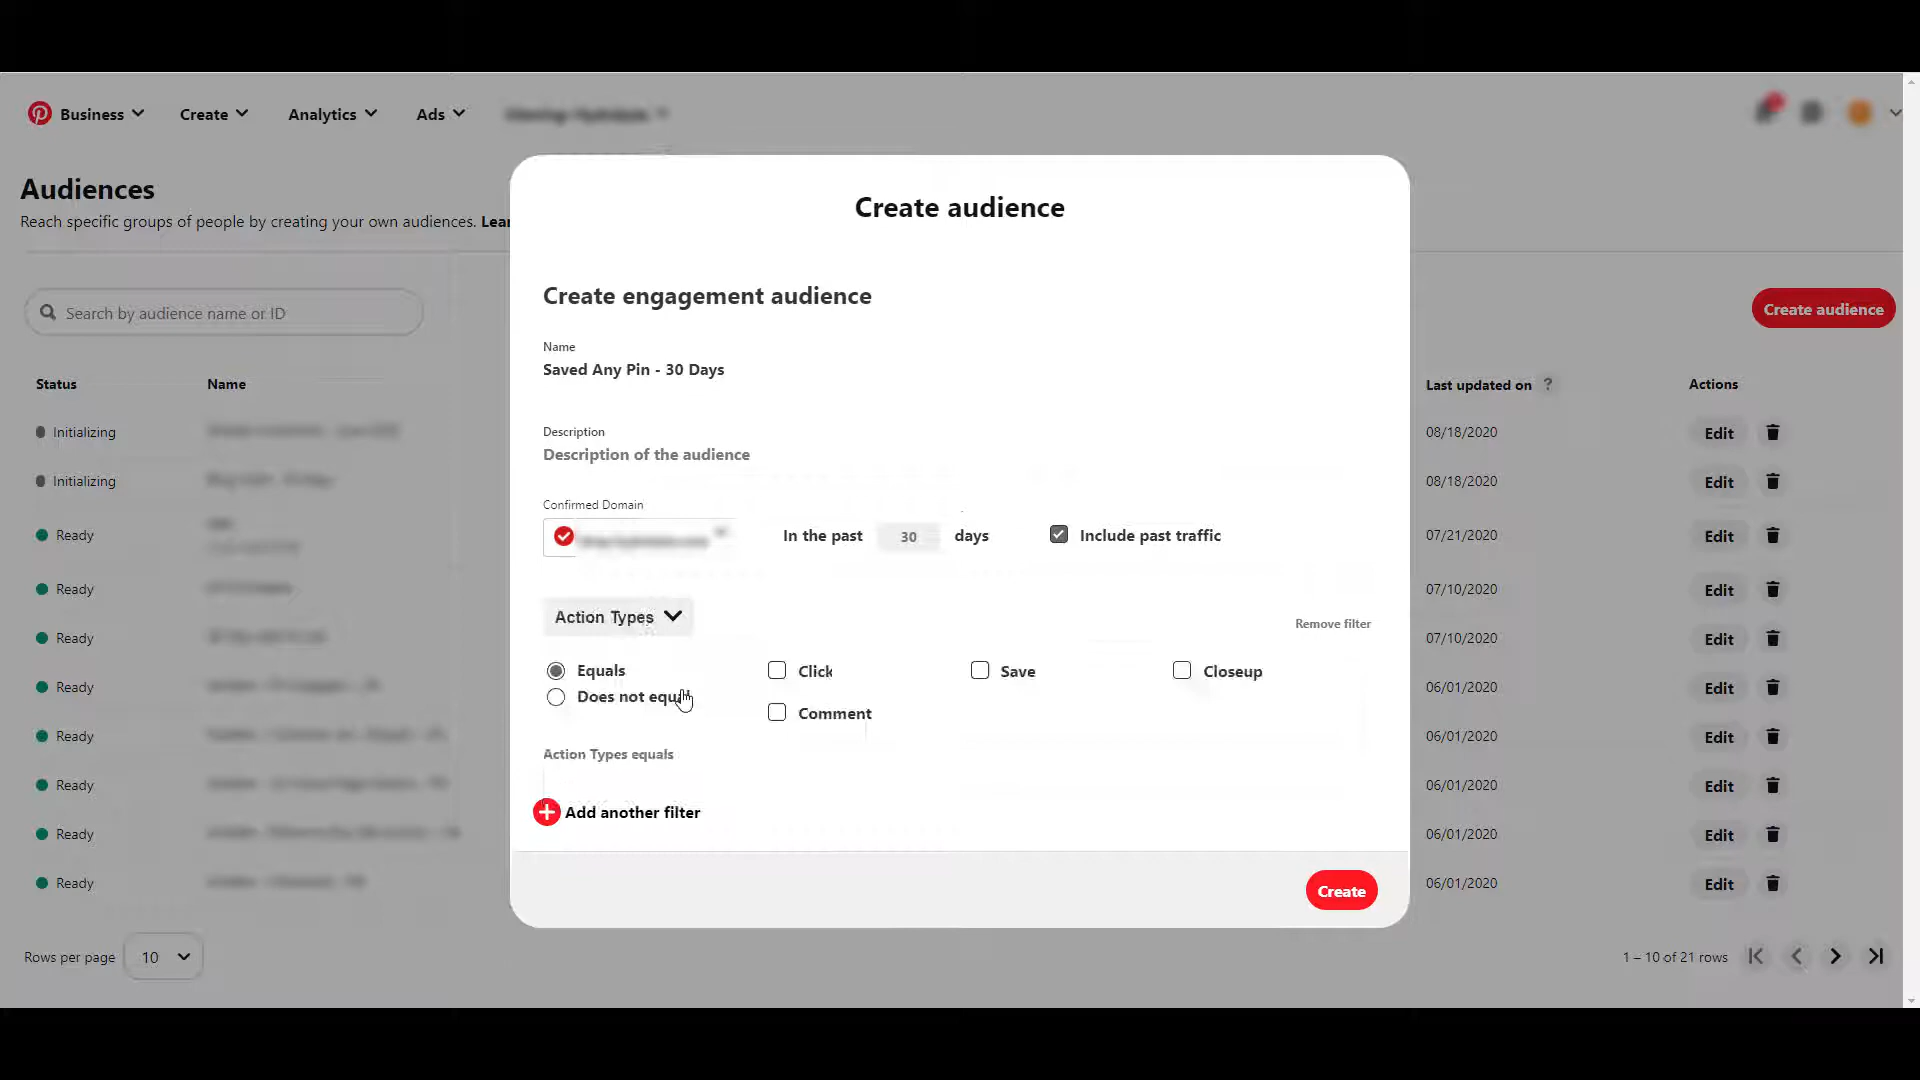 Business
Create
Analytics
Ads
Audiences
Reach specific groups of people by creating your own audiences. Lear
Search by audience name or ID
Create audience
Status
Name
Last updated on ?
Actions
Initializing
08/18/2020
Edit
Initializing
08/18/2020
Edit
Ready
07/21/2020
Edit
Ready
07/10/2020
Edit
Ready
07/10/2020
Edit
Ready
06/01/2020
Edit
Ready
06/01/2020
Edit
Ready
06/01/2020
Edit
Ready
06/01/2020
Edit
Ready
06/01/2020
Edit
Rows per page
10
1 – 10 of 21 rows
Create audience
Create engagement audience
Name
Saved Any Pin - 30 Days
Description
Description of the audience
Confirmed Domain
In the past 30 days
Include past traffic
Action Types
Remove filter
Equals
Does not equal
Click
Save
Closeup
Comment
Action Types equals
Add another filter
Create